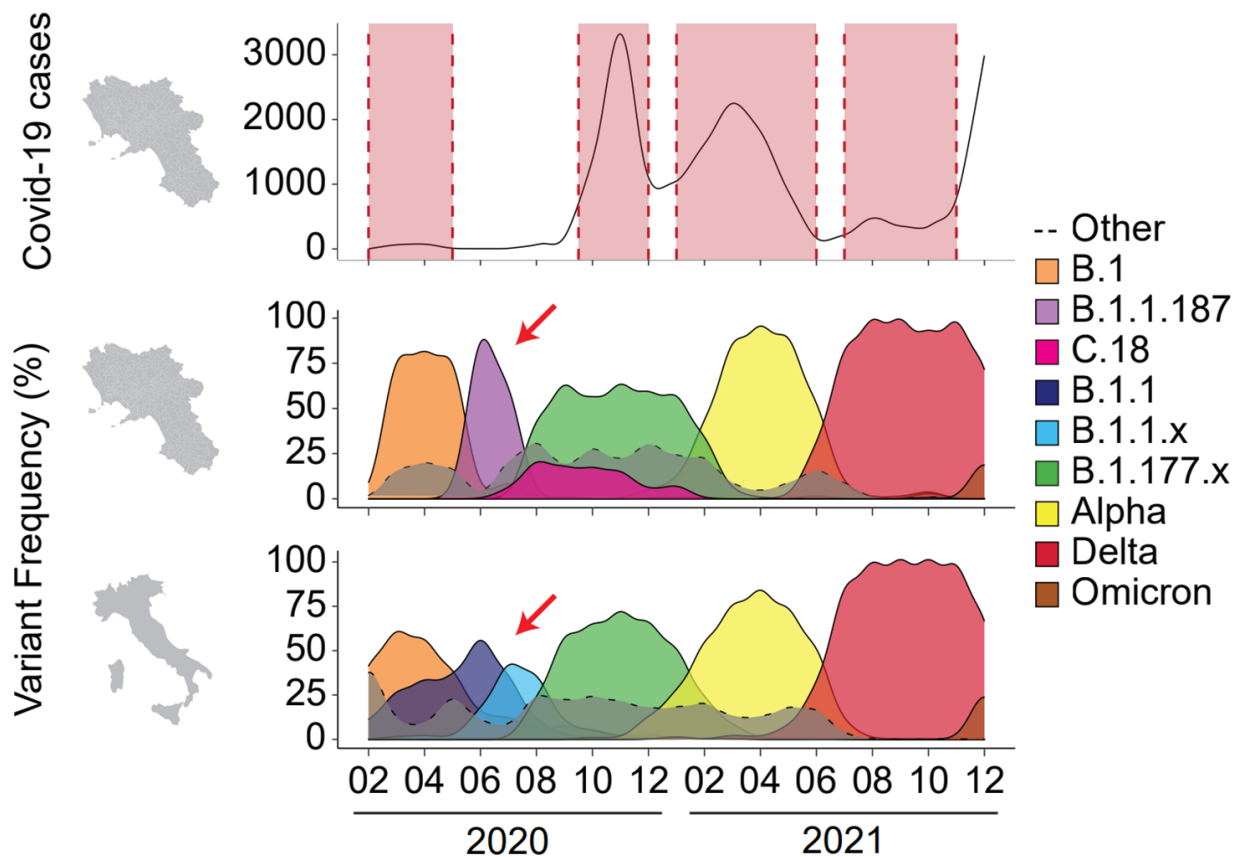 Covid-19 cases
3000
2000
1000
0
Variant Frequency (%)
100
75
50
25
0
100
75
50
25
0
02 04 06 08 10 12 02 04 06 08 10 12
2020 2021
Other
B.1
B.1.1.187
C.18
B.1.1
B.1.1.x
B.1.177.x
Alpha
Delta
Omicron